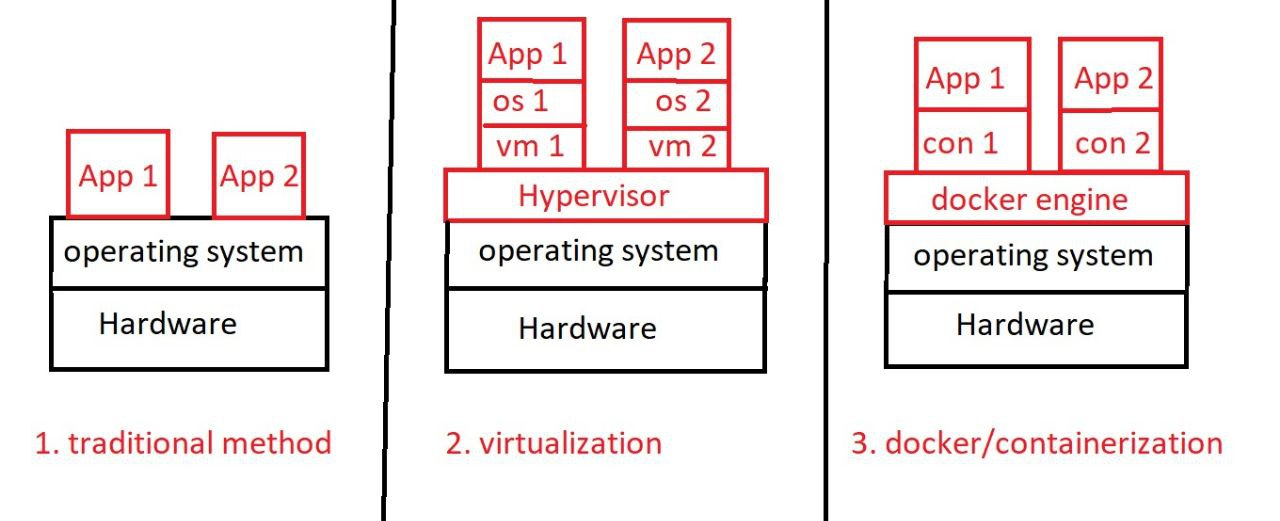 App 1
App 2
operating system
Hardware
1. traditional method
App 1
App 2
os 1
os 2
vm 1
vm 2
Hypervisor
operating system
Hardware
2. virtualization
App 1
App 2
con 1
con 2
docker engine
operating system
Hardware
3. docker/containerization